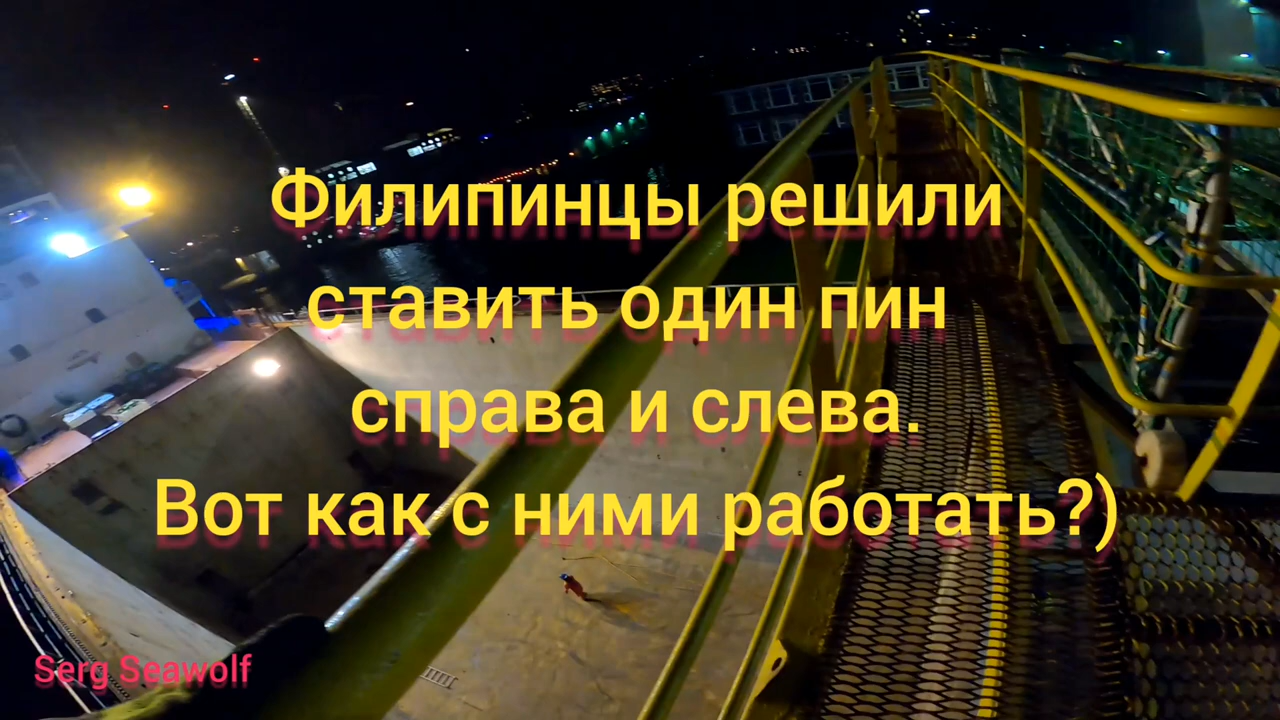 Филипинцы решили
ставить один пин
справа и слева.
Вот как с ними работать?)
Serg Seawolf